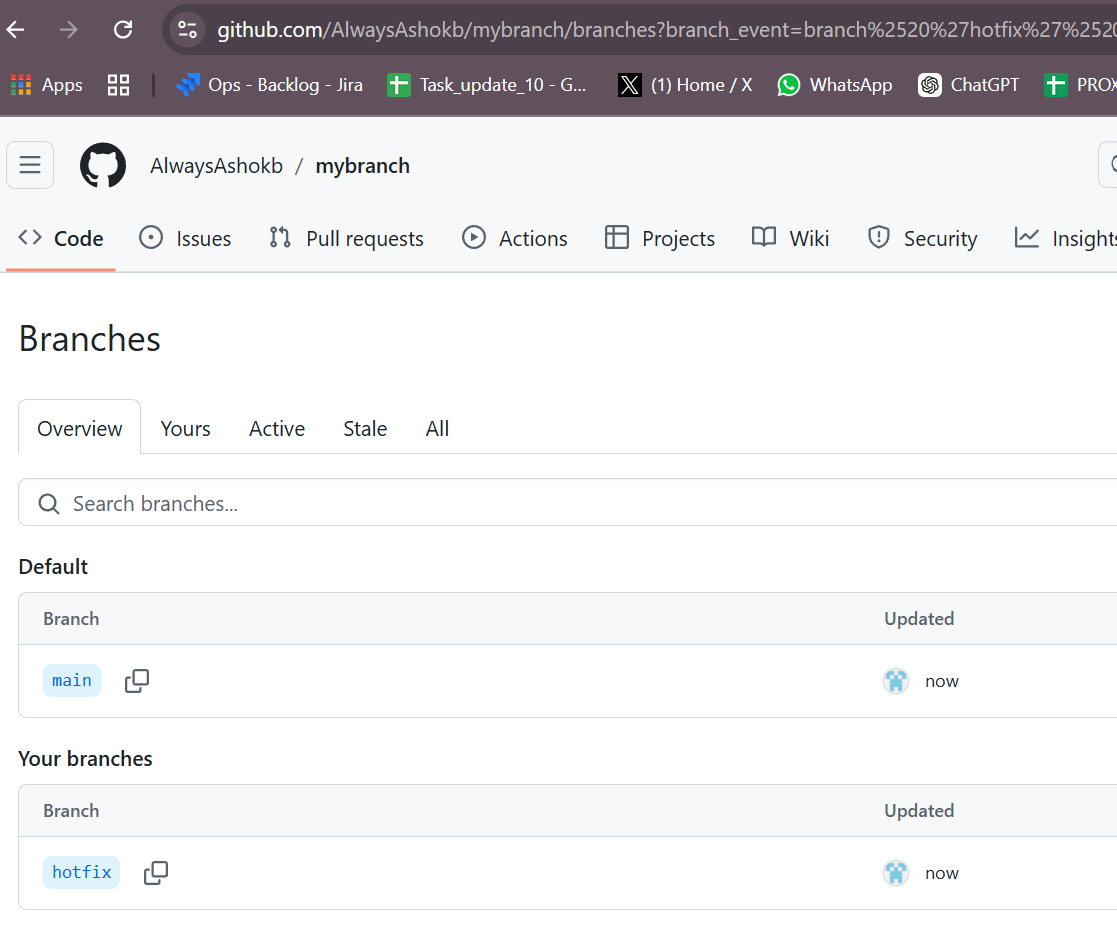 github.com/AlwaysAshokb/mybranch/branches?branch_event=branch%2520%27hotfix%27%2520
Apps Ops - Backlog - Jira Task_update_10 - G... (1) Home / X WhatsApp ChatGPT PROX
AlwaysAshokb / mybranch
Code Issues Pull requests Actions Projects Wiki Security Insights
Branches
Overview Yours Active Stale All
Search branches...
Default
Branch Updated
main now
Your branches
Branch Updated
hotfix now